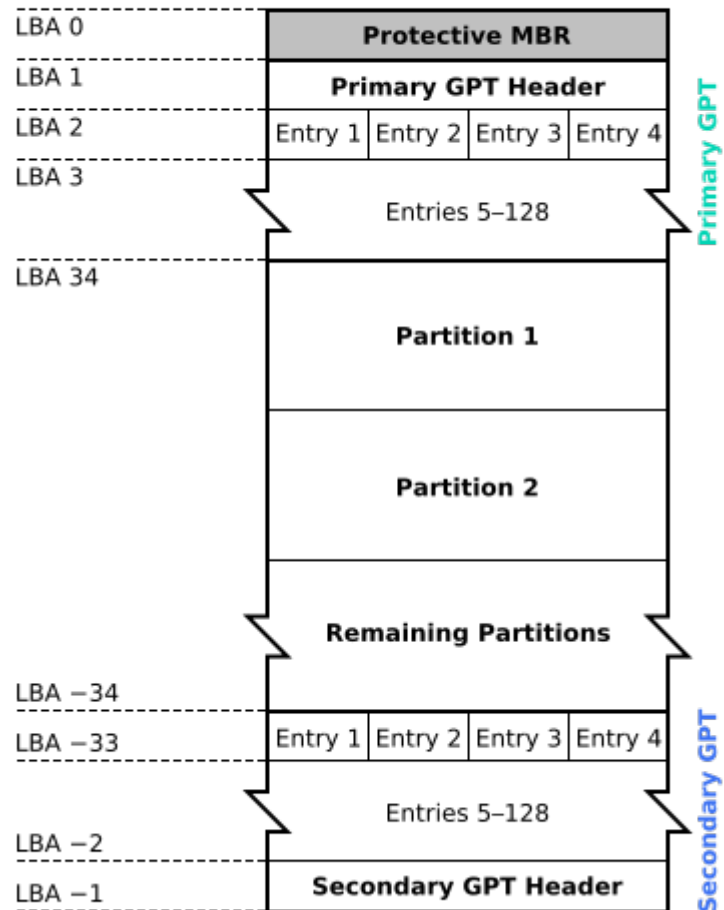 LBA 0
Protective MBR
LBA 1
Primary GPT Header
LBA 2
Entry 1 Entry 2 Entry 3 Entry 4
LBA 3
Entries 5–128
Primary GPT
LBA 34
Partition 1
Partition 2
Remaining Partitions
LBA −34
LBA −33
Entry 1 Entry 2 Entry 3 Entry 4
Entries 5–128
LBA −2
LBA −1
Secondary GPT Header
Secondary GPT